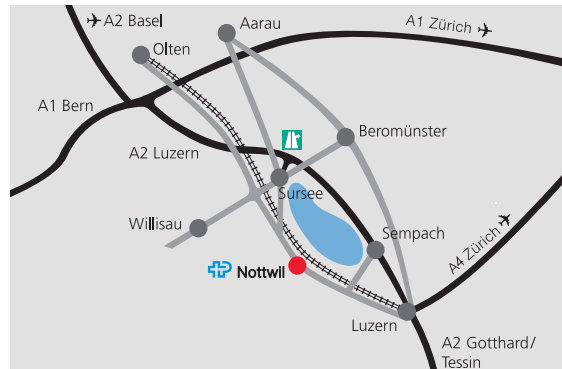 A2 Basel
Aarau
A1 Zürich
Olten
A1 Bern
Beromünster
A2 Luzern
Sursee
Willisau
Sempach
Nottwil
A4 Zürich
Luzern
A2 Gotthard/
Tessin